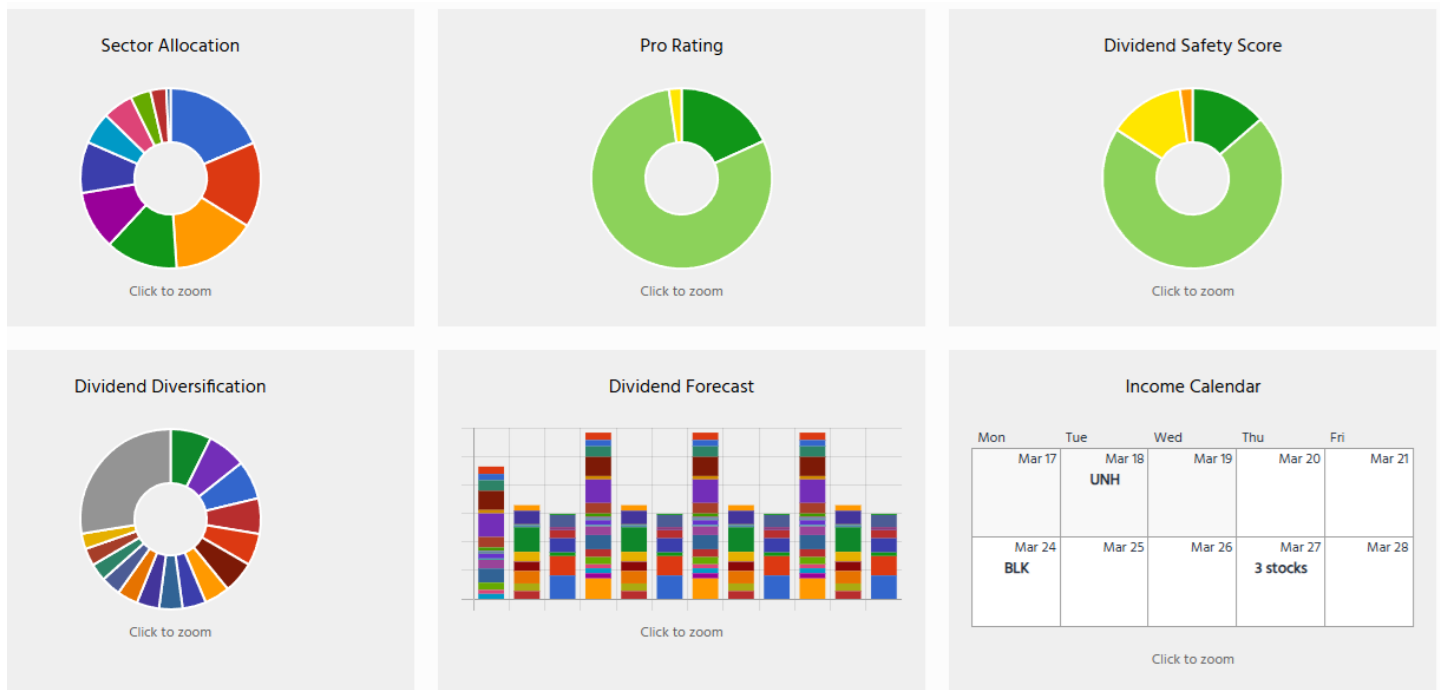 Sector Allocation
Pro Rating
Dividend Safety Score
Click to zoom
Click to zoom
Click to zoom
Dividend Diversification
Dividend Forecast
Income Calendar
Mon Tue Wed Thu Fri
Mar 17 Mar 18 Mar 19 Mar 20 Mar 21
UNH
Mar 24 Mar 25 Mar 26 Mar 27 Mar 28
BLK 3 stocks
Click to zoom
Click to zoom
Click to zoom